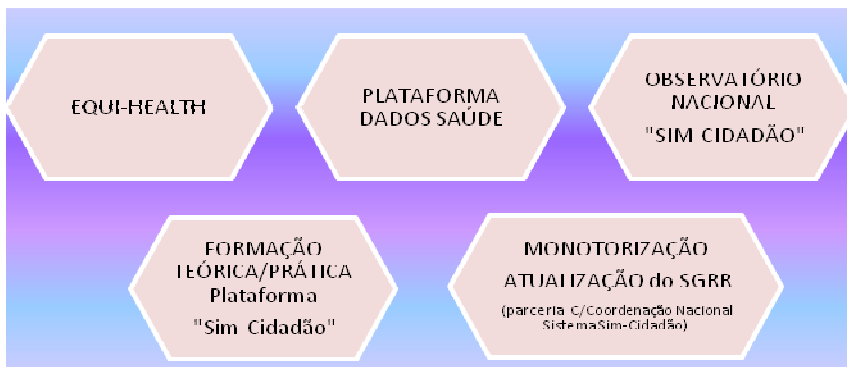 EQUI-HEALTH
PLATAFORMA
DADOS SAÚDE
OBSERVATÓRIO
NACIONAL
"SIM CIDADÃO"
FORMAÇÃO
TEÓRICA/PRÁTICA
Plataforma
"Sim Cidadão"
MONOTORIZAÇÃO
ATUALIZAÇÃO do SGRR
(parceria C/Coordenação Nacional
SistemaSim-Cidadão)